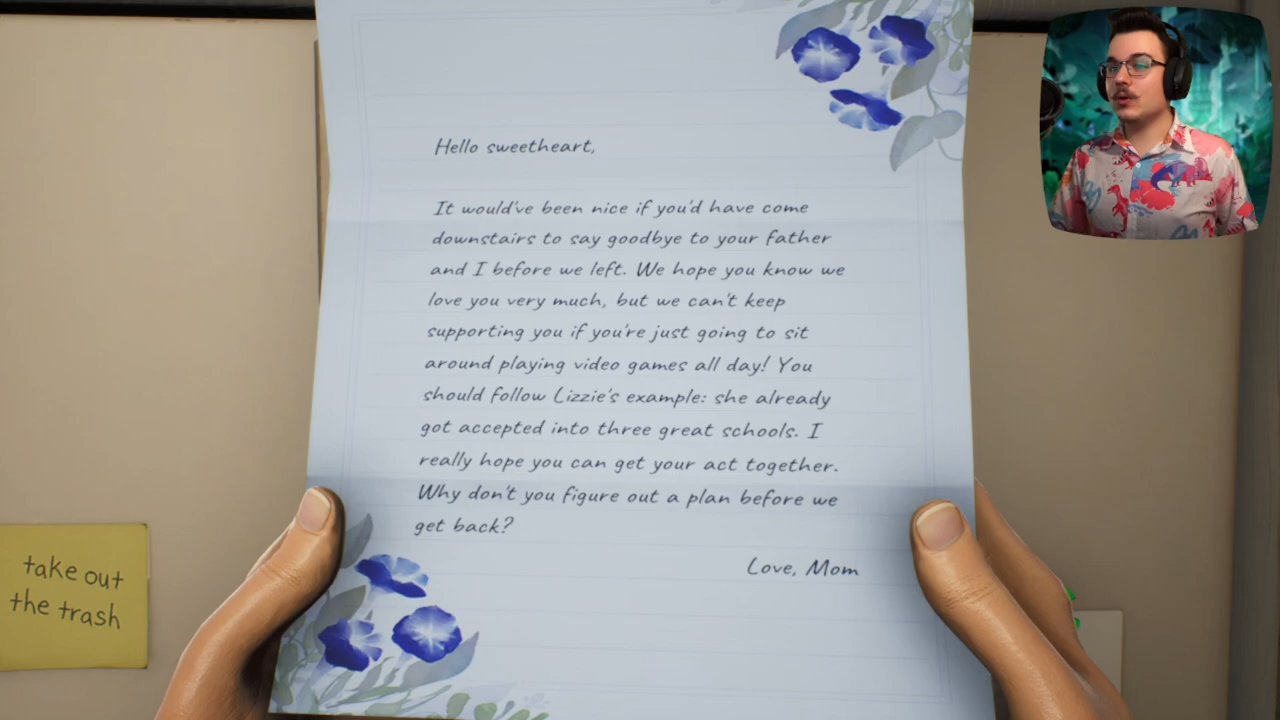 Hello sweetheart,
It would've been nice if you'd have come
downstairs to say goodbye to your father
and I before we left. We hope you know we
love you very much, but we can't keep
supporting you if you're just going to sit
around playing video games all day! You
should follow Lizzie's example: she already
got accepted into three great schools. I
really hope you can get your act together.
Why don't you figure out a plan before we
get back?
Love, Mom
take out
the trash